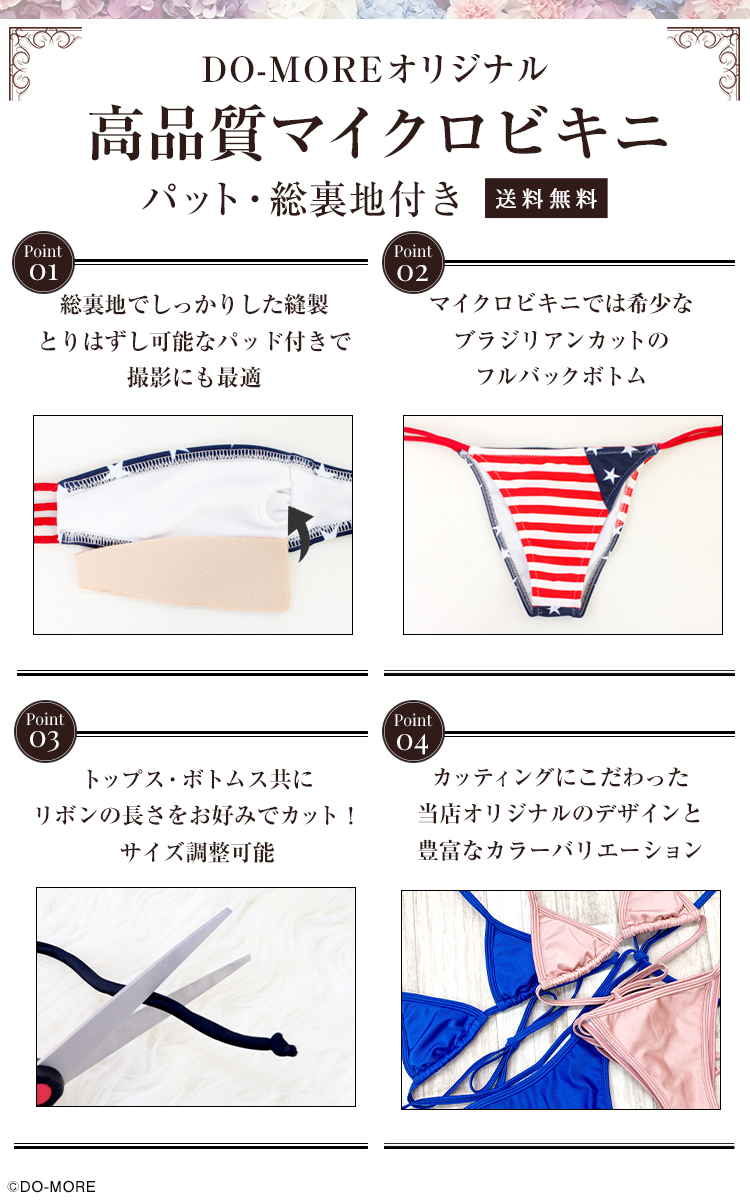 DO-MOREオリジナル
高品質マイクロビキニ
パット・総裏地付き 送料無料
Point
01
総裏地でしっかりした縫製
とりはずし可能なパッド付きで
撮影にも最適
Point
02
マイクロビキニでは希少な
ブラジリアンカットの
フルバックボトム
Point
03
トップス・ボトムス共に
リボンの長さをお好みでカット！
サイズ調整可能
Point
04
カッティングにこだわった
当店オリジナルのデザインと
豊富なカラーバリエーション
©DO-MORE